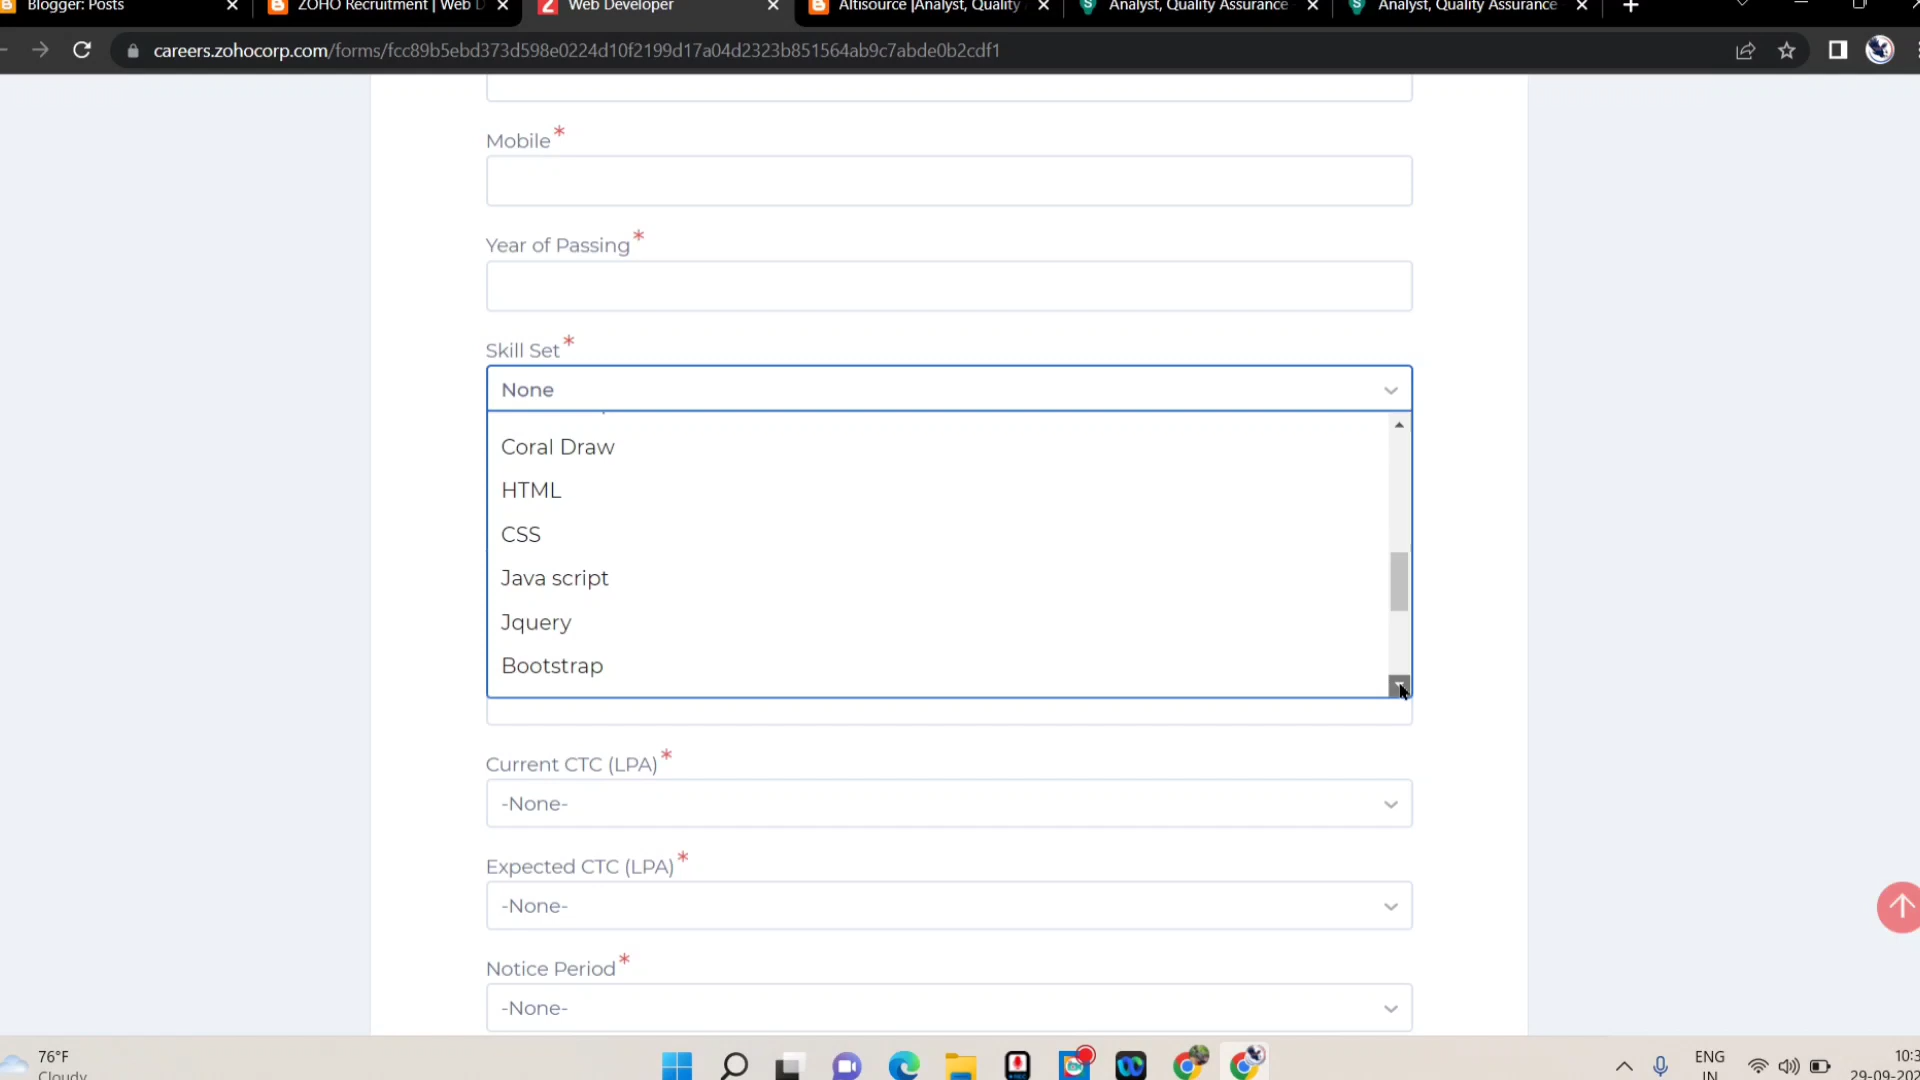 Blogger: Posts
ZOHO Recruitment | Web D
Web Developer
Altisource |Analyst, Quality
Analyst, Quality Assurance
Analyst, Quality Assurance
careers.zohocorp.com/forms/fcc89b5ebd373d598e0224d10f2199d17a04d2323b851564ab9c7abde0b2cdf1
Mobile*
Year of Passing*
Skill Set*
None
Coral Draw
HTML
CSS
Java script
Jquery
Bootstrap
Current CTC (LPA)*
-None-
Expected CTC (LPA)*
-None-
Notice Period*
-None-
76°F
Cloudy
ENG
IN
10:3
29-09-202